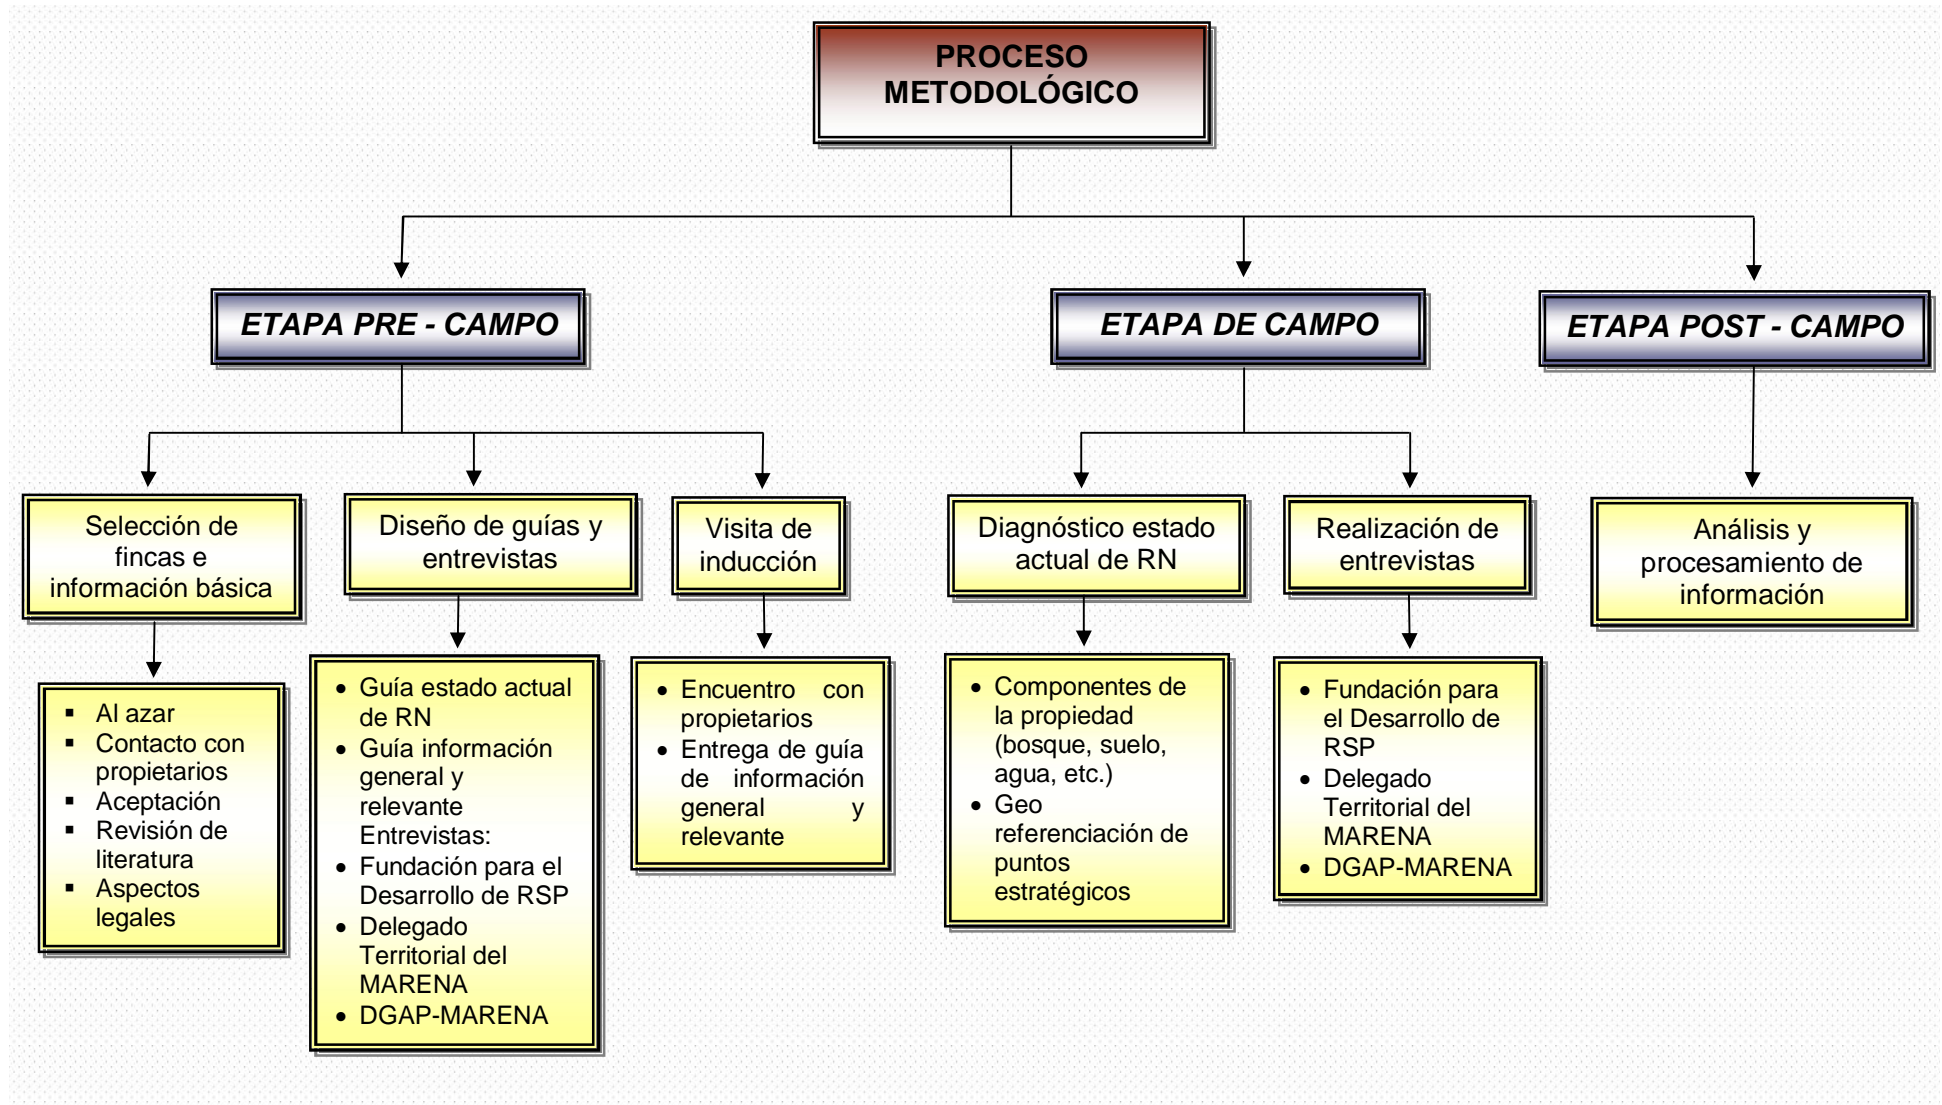 PROCESO
METODOLÓGICO
ETAPA PRE - CAMPO
ETAPA DE CAMPO
ETAPA POST - CAMPO
Selección de
fincas e
información básica
Diseño de guías y
entrevistas
Visita de
inducción
Diagnóstico estado
actual de RN
Realización de
entrevistas
Análisis y
procesamiento de
información
▪ Al azar
▪ Contacto con
propietarios
▪ Aceptación
▪ Revisión de
literatura
▪ Aspectos
legales
• Guía estado actual
de RN
• Guía información
general y
relevante
Entrevistas:
• Fundación para el
Desarrollo de RSP
• Delegado
Territorial del
MARENA
• DGAP-MARENA
• Encuentro con
propietarios
• Entrega de guía
de información
general y
relevante
• Componentes de
la propiedad
(bosque, suelo,
agua, etc.)
• Geo
referenciación de
puntos
estratégicos
• Fundación para
el Desarrollo de
RSP
• Delegado
Territorial del
MARENA
• DGAP-MARENA